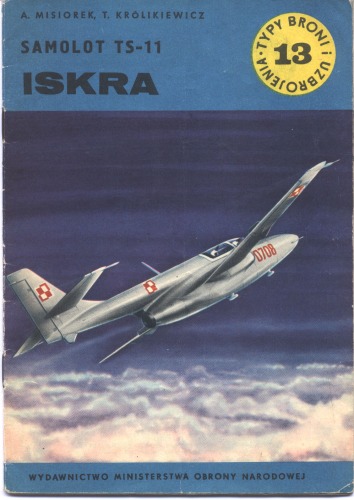 A. MISIOREK, T. KRÓLIKIEWICZ
SAMOLOT TS-11
ISKRA
TYPY BRONI i UZBROJENIA •
13
0708
WYDAWNICTWO MINISTERSTWA OBRONY NARODOWEJ